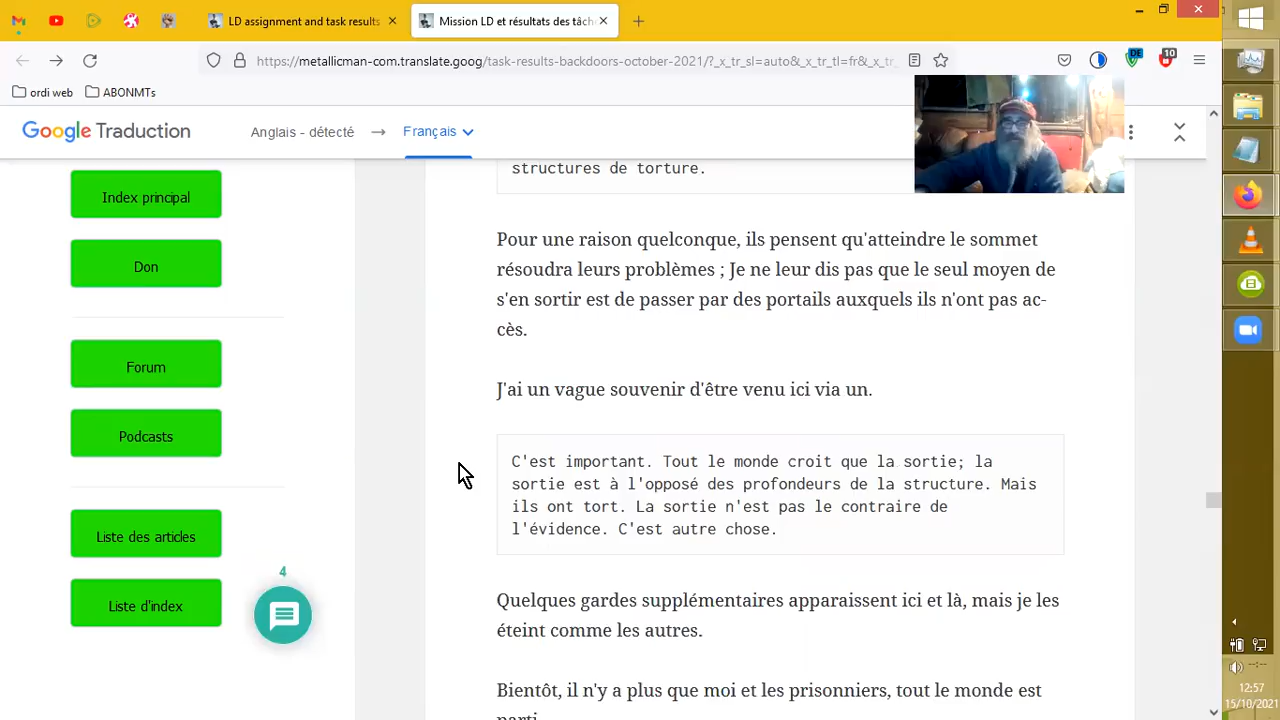 LD assignment and task results
Mission LD et résultats des tâche
https://metallicman-com.translate.goog/task-results-backdoors-october-2021/?_x_tr_sl=auto&_x_tr_tl=fr&_x_
DE
10
ordi web
ABONMTs
Google Traduction
Anglais - détecté
Français
Index principal
Don
Forum
Podcasts
Liste des articles
4
Liste d'index
structures de torture.
Pour une raison quelconque, ils pensent qu'atteindre le sommet
résoudra leurs problèmes ; Je ne leur dis pas que le seul moyen de
s'en sortir est de passer par des portails auxquels ils n'ont pas ac-
cès.
J'ai un vague souvenir d'être venu ici via un.
C'est important. Tout le monde croit que la sortie; la
sortie est à l'opposé des profondeurs de la structure. Mais
ils ont tort. La sortie n'est pas le contraire de
l'évidence. C'est autre chose.
Quelques gardes supplémentaires apparaissent ici et là, mais je les
éteint comme les autres.
Bientôt, il n'y a plus que moi et les prisonniers, tout le monde est
parti.
12:57
15/10/2021